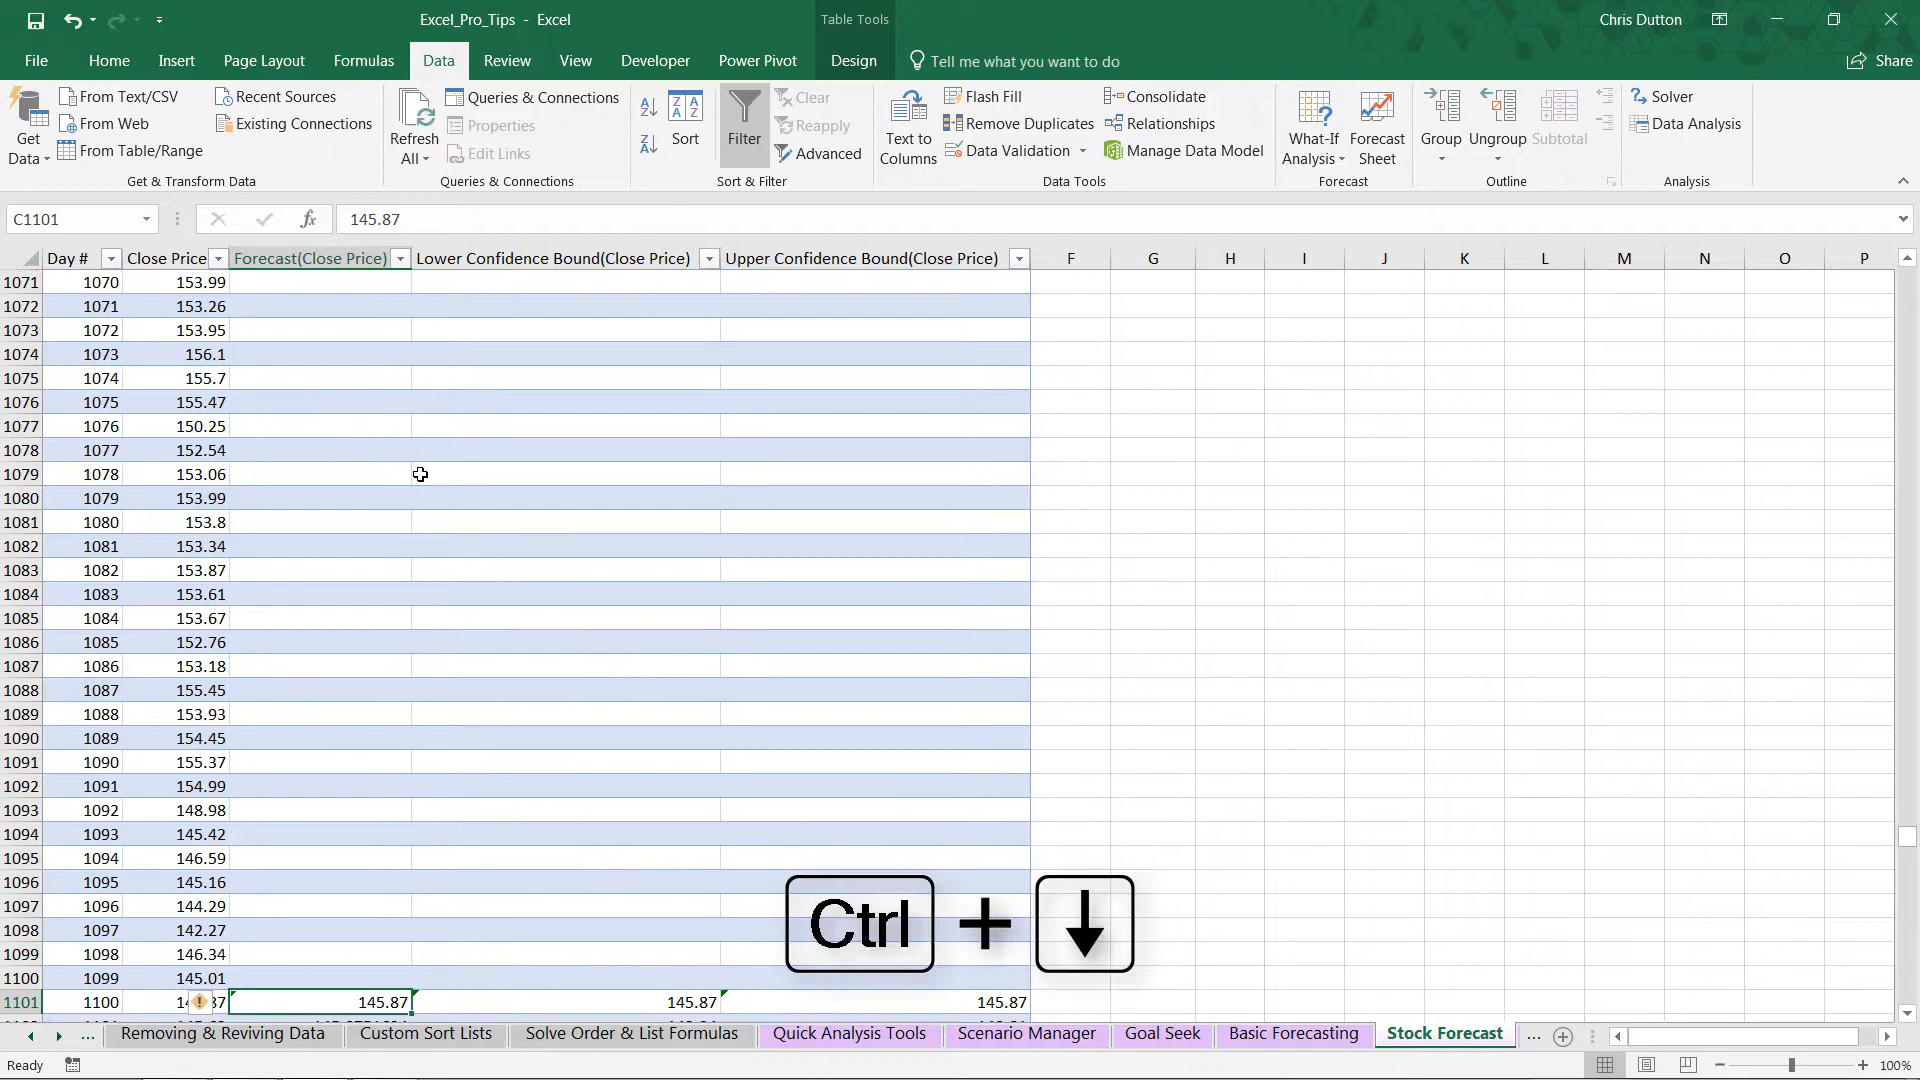 Excel_Pro_Tips - Excel
Table Tools
Chris Dutton
File Home Insert Page Layout Formulas Data Review View Developer Power Pivot Design Tell me what you want to do Share
Get Data
From Text/CSV
From Web
From Table/Range
Recent Sources
Existing Connections
Get & Transform Data
Refresh All
Queries & Connections
Properties
Edit Links
Queries & Connections
Sort
Filter
Clear
Reapply
Advanced
Sort & Filter
Text to Columns
Flash Fill
Remove Duplicates
Data Validation
Consolidate
Relationships
Manage Data Model
Data Tools
What-If Analysis
Forecast Sheet
Forecast
Group
Ungroup
Subtotal
Outline
Solver
Data Analysis
Analysis
C1101 fx 145.87
Day # Close Price Forecast(Close Price) Lower Confidence Bound(Close Price) Upper Confidence Bound(Close Price) F G H I J K L M N O P
1071 1070 153.99
1072 1071 153.26
1073 1072 153.95
1074 1073 156.1
1075 1074 155.7
1076 1075 155.47
1077 1076 150.25
1078 1077 152.54
1079 1078 153.06
1080 1079 153.99
1081 1080 153.8
1082 1081 153.34
1083 1082 153.87
1084 1083 153.61
1085 1084 153.67
1086 1085 152.76
1087 1086 153.18
1088 1087 155.45
1089 1088 153.93
1090 1089 154.45
1091 1090 155.37
1092 1091 154.99
1093 1092 148.98
1094 1093 145.42
1095 1094 146.59
1096 1095 145.16
1097 1096 144.29
1098 1097 142.27
1099 1098 146.34
1100 1099 145.01
1101 1100 145.87 145.87 145.87
Ctrl + ↓
... Removing & Reviving Data Custom Sort Lists Solve Order & List Formulas Quick Analysis Tools Scenario Manager Goal Seek Basic Forecasting Stock Forecast ...
Ready 100%